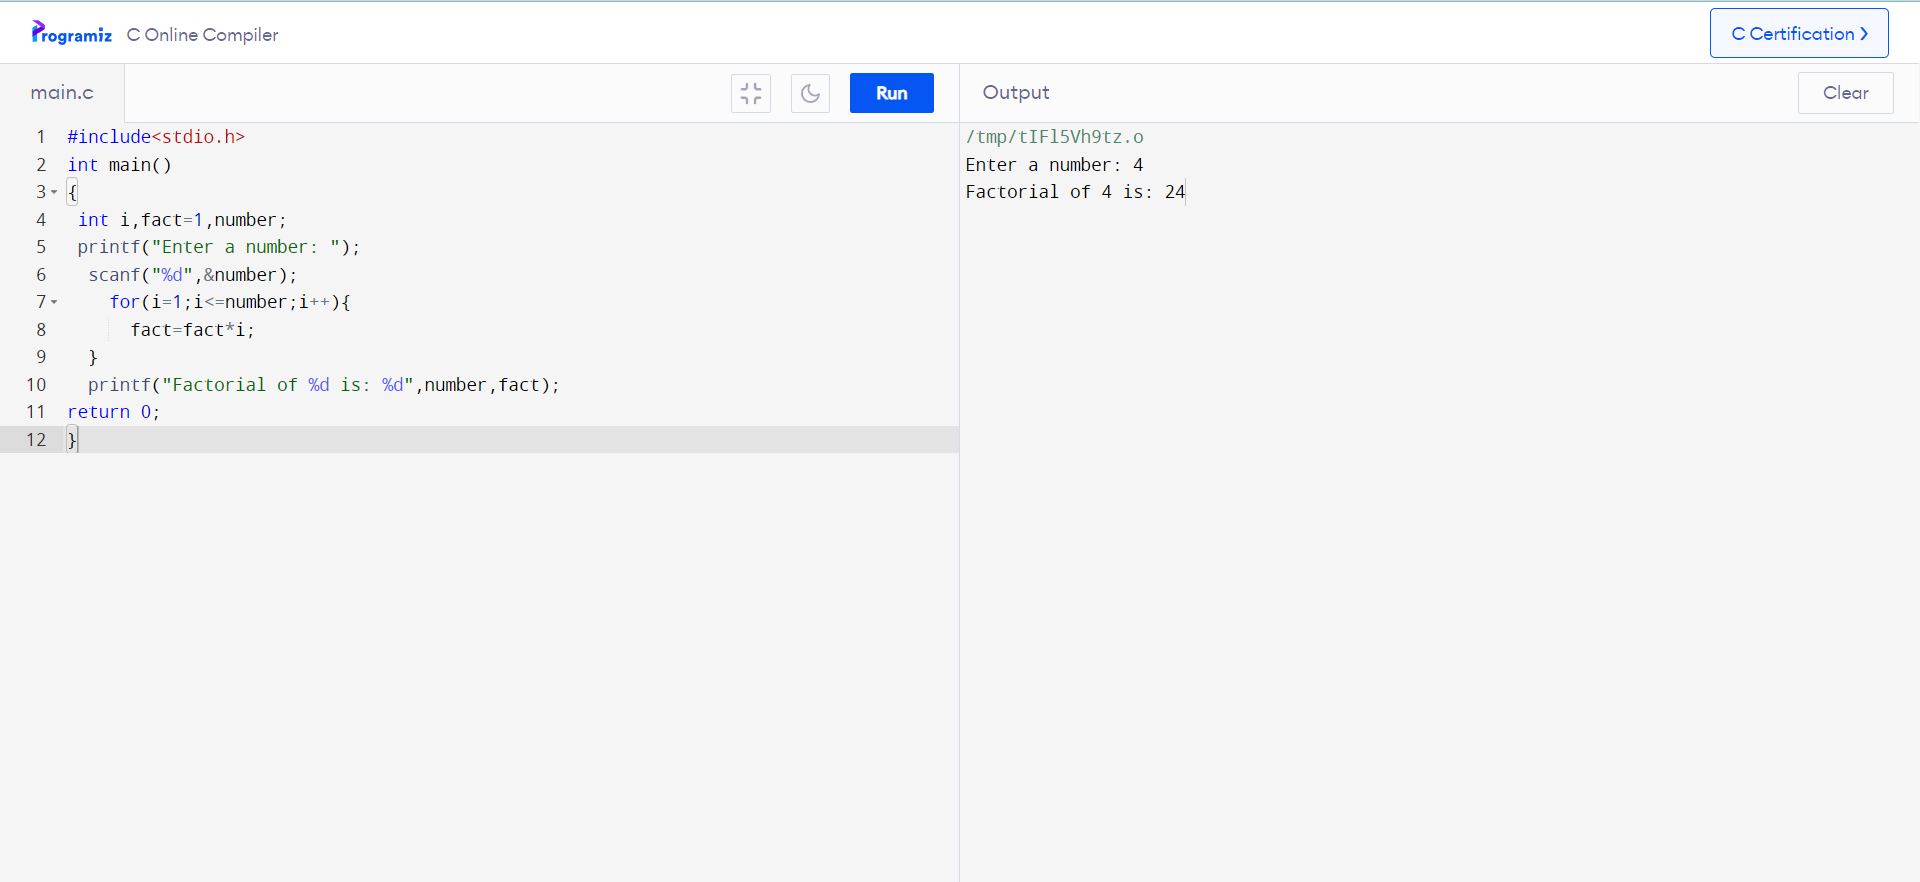 Programiz C Online Compiler
C Certification >
main.c
Run
Output
Clear
1 #include<stdio.h>
2 int main()
3 {
4  int i,fact=1,number;
5  printf("Enter a number: ");
6   scanf("%d",&number);
7     for(i=1;i<=number;i++){
8       fact=fact*i;
9   }
10   printf("Factorial of %d is: %d",number,fact);
11 return 0;
12 }
/tmp/tIFl5Vh9tz.o
Enter a number: 4
Factorial of 4 is: 24